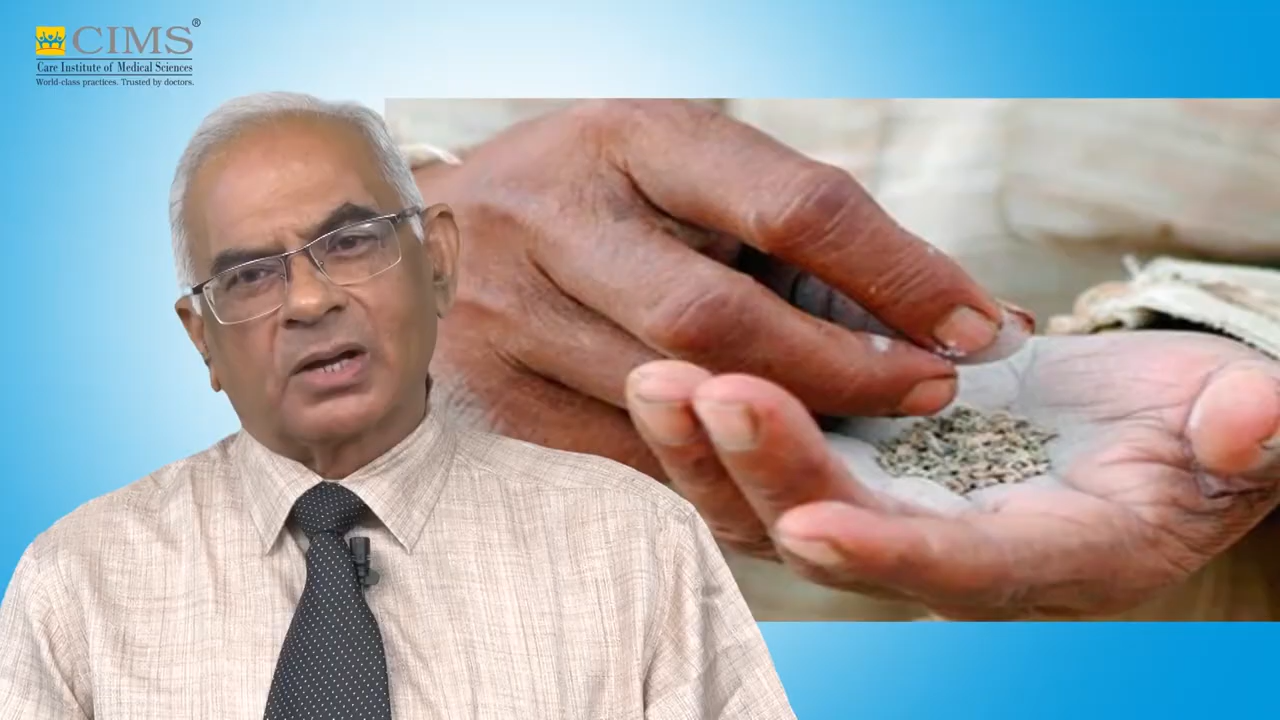 CIMS®
Care Institute of Medical Sciences
World-class practices. Trusted by doctors.